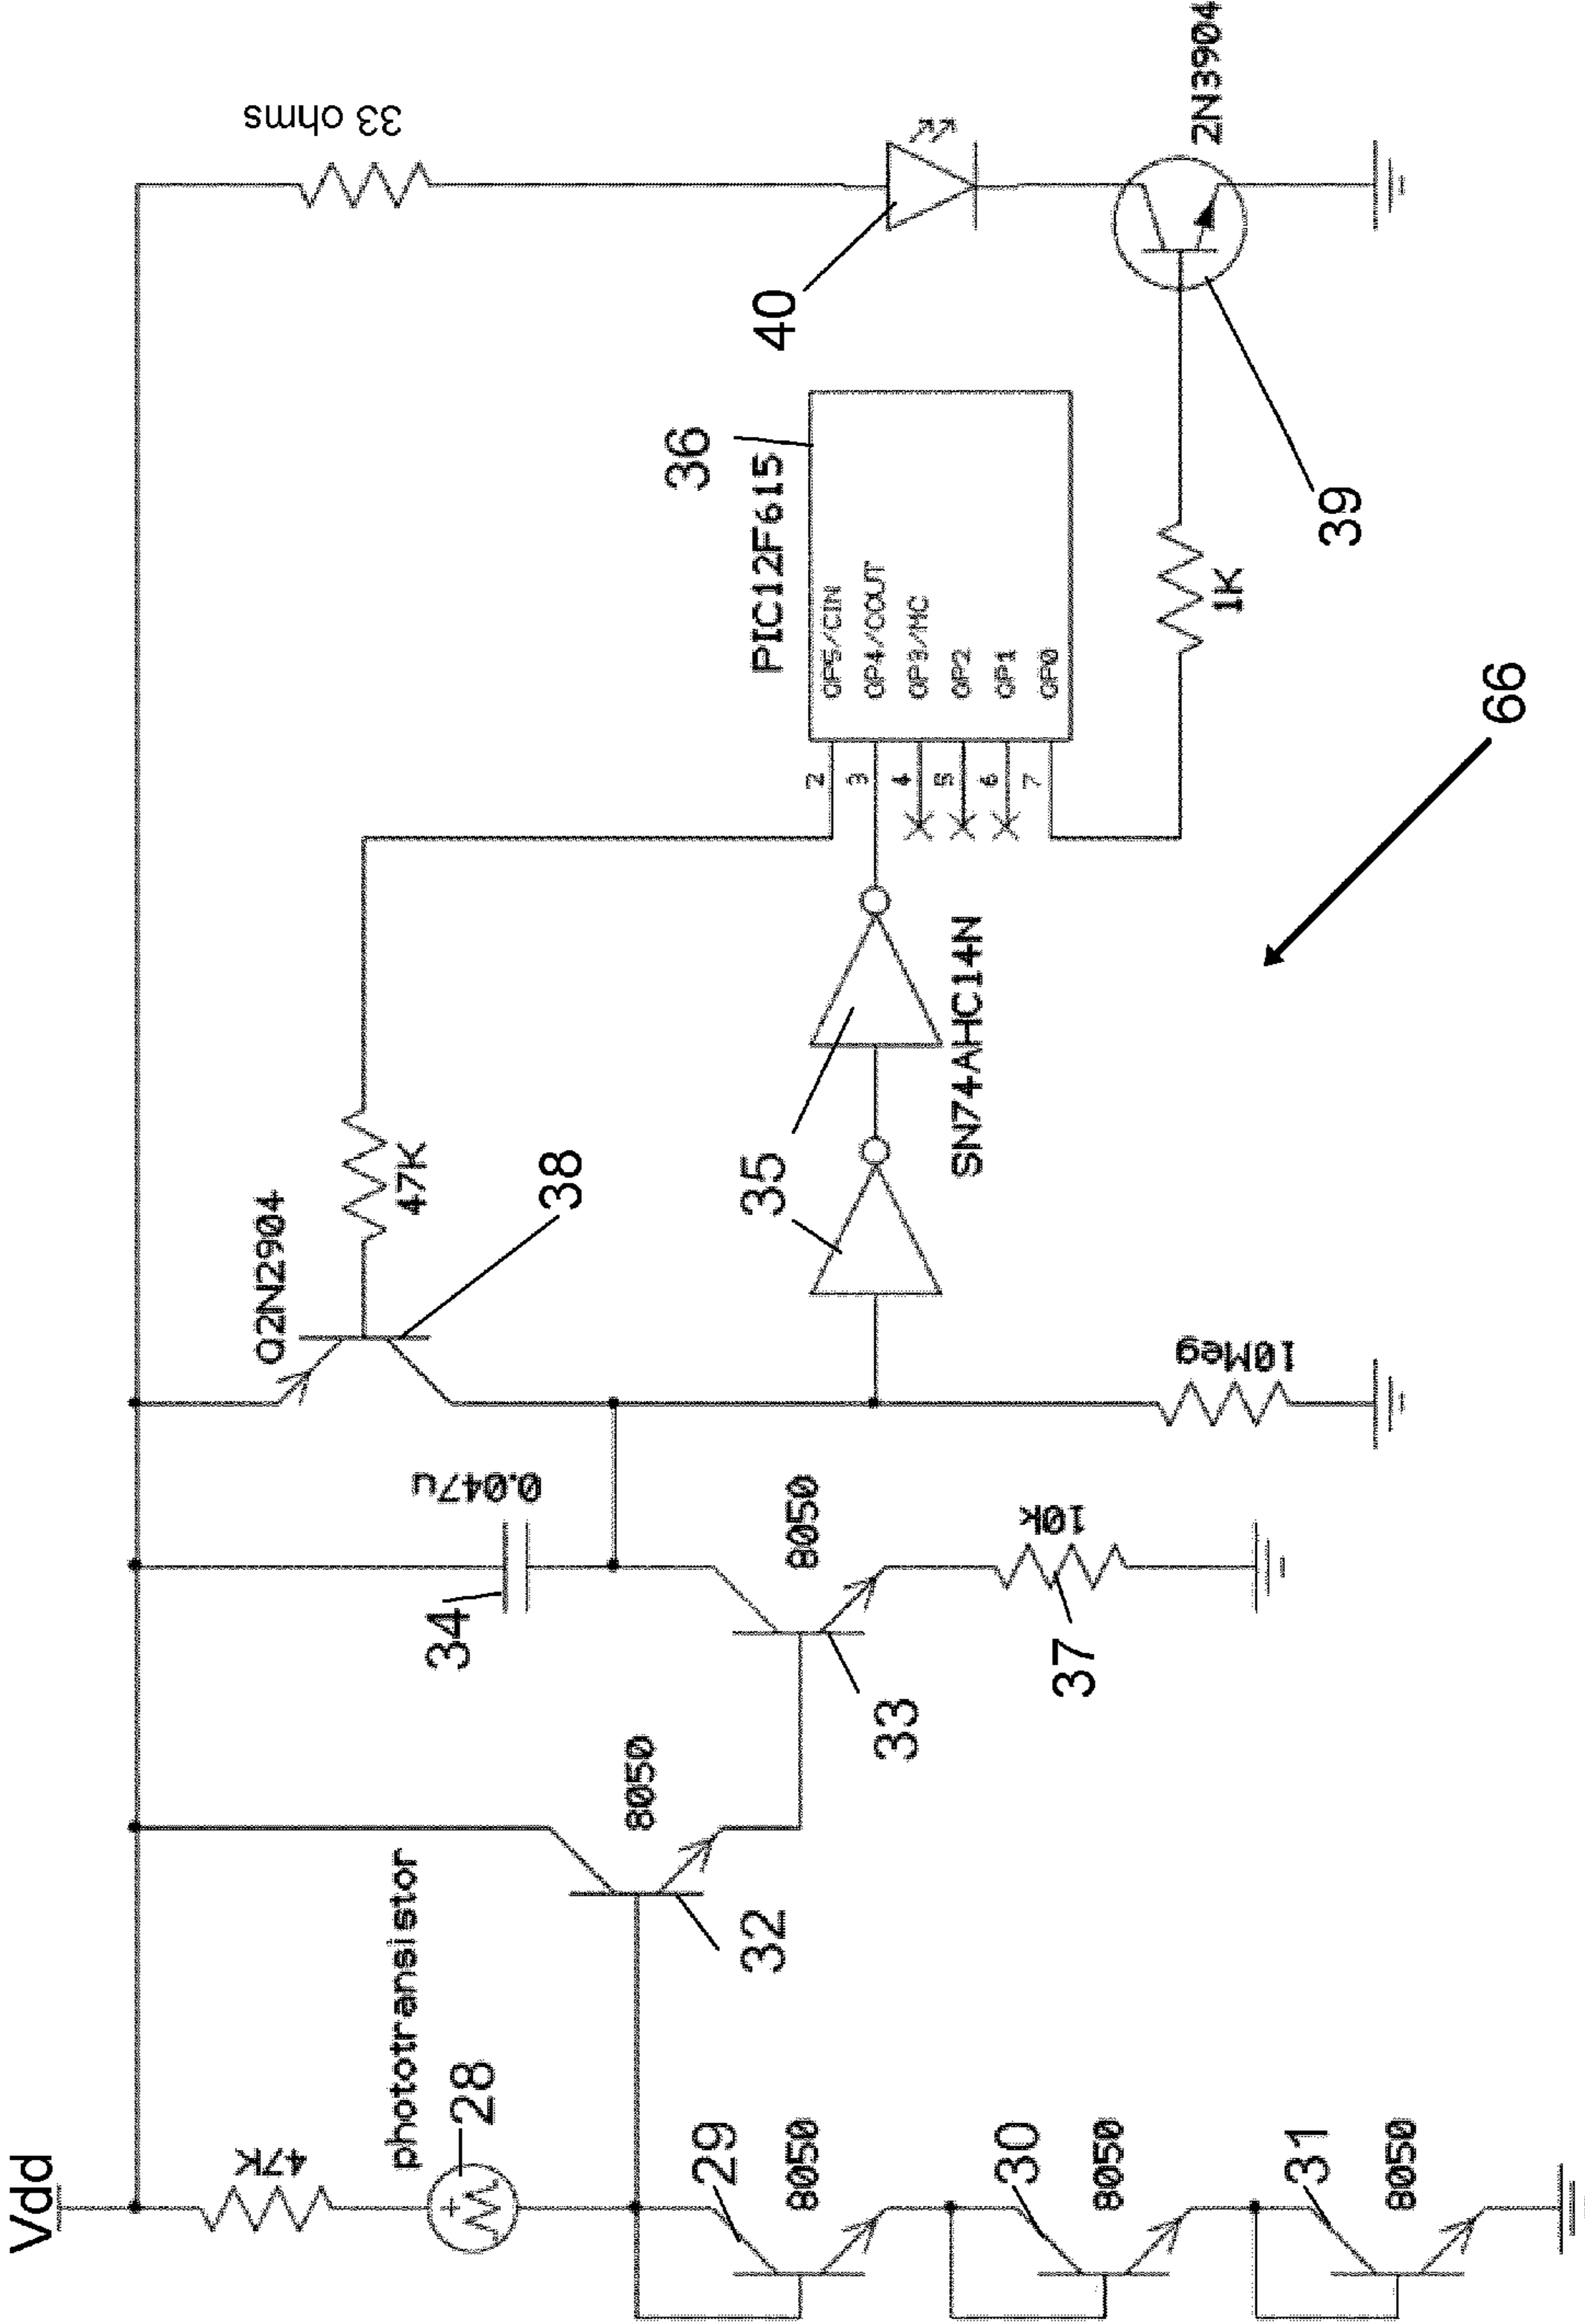 Vdd
47K
Q2N2904
33 ohms
phototransistor
47K
28
34
0.047u
38
8050
36
29
32
35
PIC12F615
40
8050
8050
2 GP5/CIN
3 GP4/COUT
4 GP3/MC
5 GP2
6 GP1
7 GP0
33
SN74AHC14N
30
37
10k
8050
10Meg
1K
2N3904
31
39
8050
66